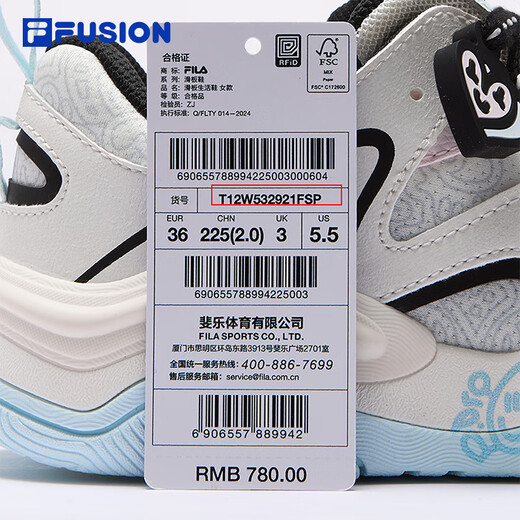 FUSION
合格证
商 标: FILA
系 列: 滑板鞋
品 名: 滑板生活鞋 女款
等 级: 合格品
检验员: ZJ
执行标准: Q/FLTY 014-2024
RFID
FSC
MIX
Paper
FSC® C172600
690655788994225003000604
货号 T12W532921FSP
EUR CHN UK US
36 225(2.0) 3 5.5
690655788994225003
斐乐体育有限公司
FILA SPORTS CO., LTD.
厦门市思明区环岛东路3913号斐乐广场2701室
全国统一服务热线: 400-886-7699
售后服务邮箱: service@fila.com.cn
6 906557 889942
RMB 780.00